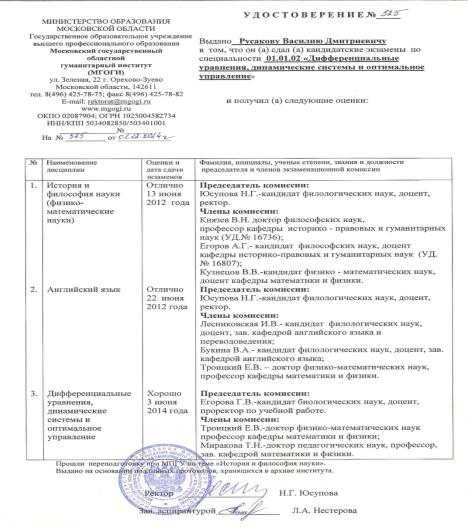 УДОСТОВЕРЕНИЕ № 525
МИНИСТЕРСТВО ОБРАЗОВАНИЯ
МОСКОВСКОЙ ОБЛАСТИ
Государственное образовательное учреждение
высшего профессионального образования
Московский государственный
областной
гуманитарный институт
(МГОГИ)
ул. Зеленая, 22 г. Орехово-Зуево
Московская область, 142611
тел. 8(496) 425-78-75; факс 8(496) 425-78-82
E-mail: rektorat@mgogi.ru
www.mgogi.ru
ОКПО 02087904; ОГРН 1025004582734
ИНН/КПП 5034082850/503401001
№
На № 525 от
Выдано Русакову Василию Дмитриевичу
в том, что он (а) сдал (а) кандидатские экзамены по
специальности 01.01.02 «Дифференциальные
уравнения, динамические системы и оптимальное
управление»
и получил (а) следующие оценки:
№ Наименование дисциплин Оценки и дата сдачи экзаменов Фамилия, инициалы, ученые степени, звания и должности председателя и членов экзаменационной комиссии
1. История и философия науки (физико-математические науки)
Отлично
13 июня
2012 года
Председатель комиссии:
Юсупова Н.Г.-кандидат филологических наук, доцент,
ректор.
Члены комиссии:
Князев В.Н. доктор философских наук,
профессор кафедры историко - правовых и гуманитарных
наук (УД.№ 16736);
Егоров А.Г.- кандидат философских наук, доцент
кафедры историко-правовых и гуманитарных наук (УД.
№ 16807);
Кузнецов В.В.-кандидат физико - математических наук,
доцент кафедры математики и физики.
2. Английский язык
Отлично
22 июня
2012 года
Председатель комиссии:
Юсупова Н.Г.-кандидат филологических наук, доцент,
ректор.
Члены комиссии:
Лесниковская И.В.- кандидат филологических наук,
доцент, зав. кафедрой английского языка и
переводоведения;
Букина В.А.- кандидат филологических наук, доцент, зав.
кафедрой английского языка;
Троицкий Е.В. – доктор физико-математических наук,
профессор кафедры математики и физики.
3. Дифференциальные
уравнения,
динамические
системы и
оптимальное
управление
Хорошо
3 июня
2014 года
Председатель комиссии:
Егорова Г.В.-кандидат биологических наук, доцент,
проректор по учебной работе.
Члены комиссии:
Троицкий Е.В.-доктор физико-математических наук
профессор кафедры математики и физики;
Миракова Т.Н.-доктор педагогических наук, профессор,
зав. кафедрой математики и физики.
Прошли переподготовку при МПГУ по теме «История и философия науки».
Выдано на основании подлинных протоколов, хранящихся в архиве института.
Ректор Н.Г. Юсупова
Зав. аспирантурой Л.А. Нестерова